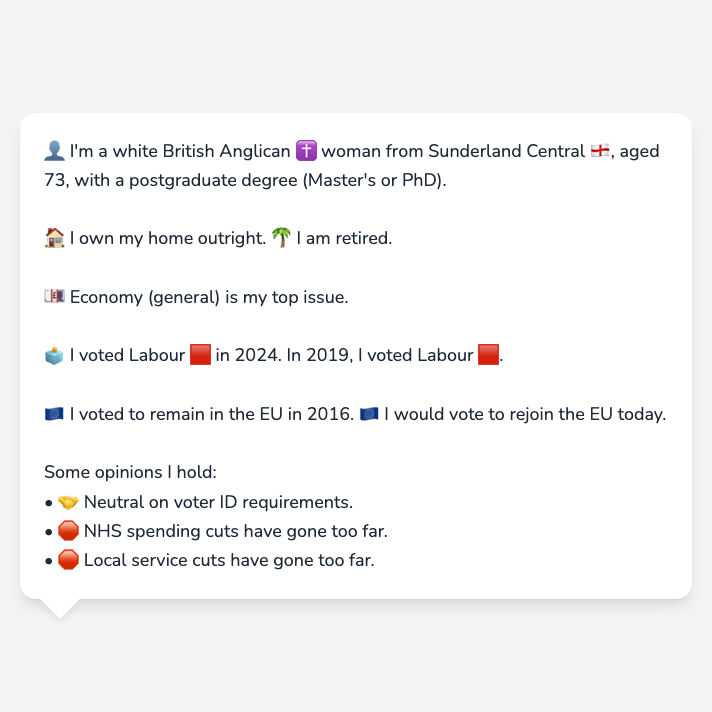 👤 I'm a white British Anglican ✝️ woman from Sunderland Central 🏴󠁧󠁢󠁥󠁮󠁧󠁿, aged
73, with a postgraduate degree (Master's or PhD).
🏠 I own my home outright. 🌴 I am retired.
💷 Economy (general) is my top issue.
🗳️ I voted Labour 🟥 in 2024. In 2019, I voted Labour 🟥.
🇪🇺 I voted to remain in the EU in 2016. 🇪🇺 I would vote to rejoin the EU today.
Some opinions I hold:
• 🤝 Neutral on voter ID requirements.
• 🛑 NHS spending cuts have gone too far.
• 🛑 Local service cuts have gone too far.